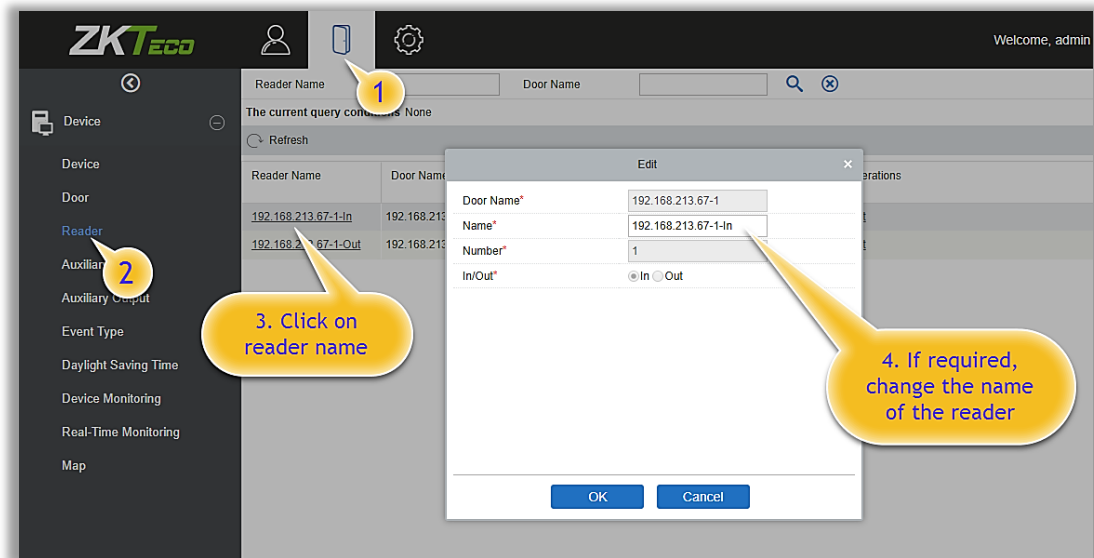 ZKTECO
Welcome, admin
1
Reader Name
Door Name
The current query conditions None
Refresh
Device
Device
Door
Reader
2
Auxiliary Output
Event Type
Daylight Saving Time
Device Monitoring
Real-Time Monitoring
Map
Reader Name
Door Name
192.168.213.67-1-In
192.168.213
67-1-Out
192.168.213
3. Click on
reader name
Edit
Door Name*
192.168.213.67-1
Name*
192.168.213.67-1-In
Number*
1
In/Out*
In
Out
OK
Cancel
4. If required,
change the name
of the reader